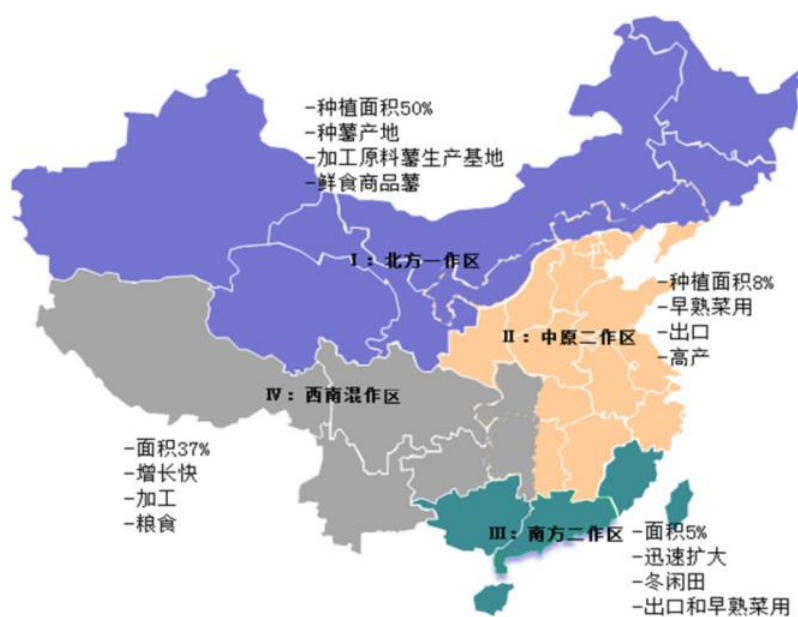 -种植面积50%
-种薯产地
-加工原料薯生产基地
-鲜食商品薯
Ⅰ：北方一作区
-种植面积8%
-早熟菜用
-出口
-高产
Ⅱ：中原二作区
Ⅳ：西南混作区
-面积37%
-增长快
-加工
-粮食
Ⅲ：南方二作区
-面积5%
-迅速扩大
-冬闲田
-出口和早熟菜用